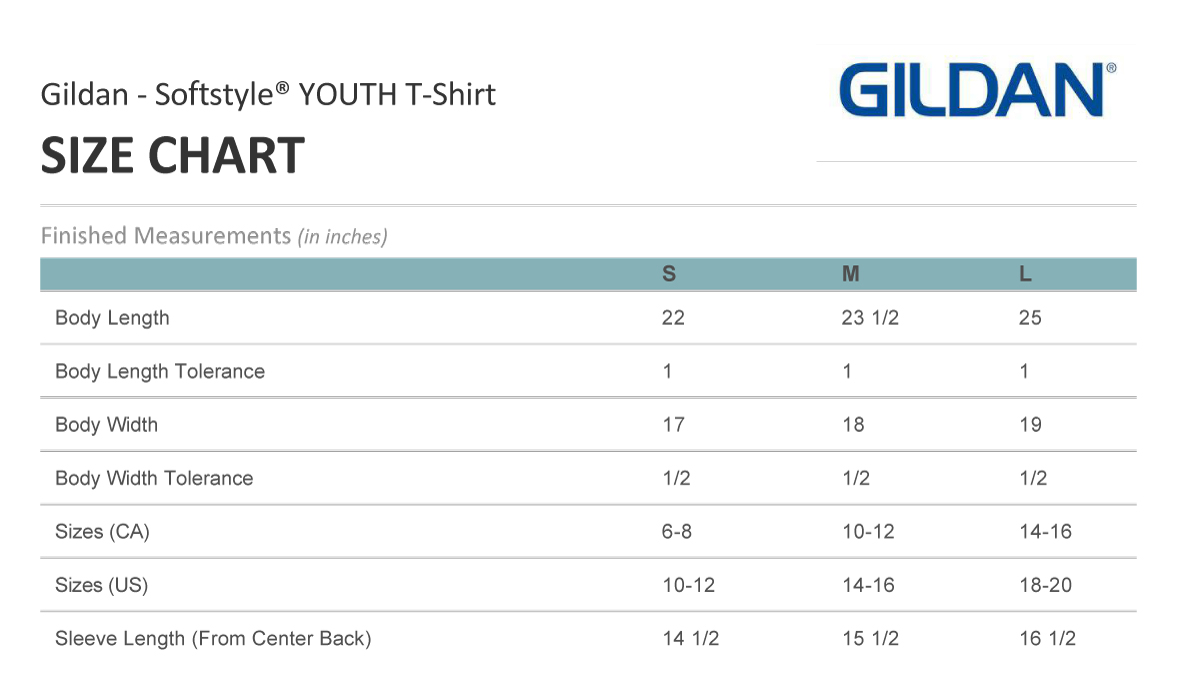 Gildan - Softstyle® YOUTH T-Shirt
GILDAN®
SIZE CHART
Finished Measurements (in inches)
S M L
Body Length 22 23 1/2 25
Body Length Tolerance 1 1 1
Body Width 17 18 19
Body Width Tolerance 1/2 1/2 1/2
Sizes (CA) 6-8 10-12 14-16
Sizes (US) 10-12 14-16 18-20
Sleeve Length (From Center Back) 14 1/2 15 1/2 16 1/2